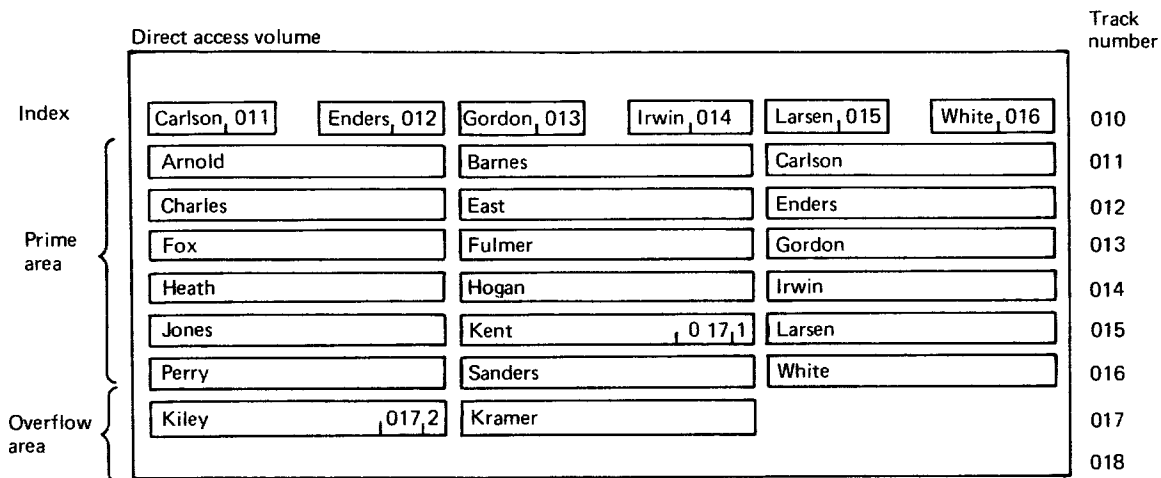 Track
number
Direct access volume
Index
Carlson, 011 Enders, 012 Gordon, 013 Irwin, 014 Larsen, 015 White, 016 010
Arnold Barnes Carlson 011
Charles East Enders 012
Prime
area
Fox Fulmer Gordon 013
Heath Hogan Irwin 014
Jones Kent 0 17 1 Larsen 015
Perry Sanders White 016
Overflow
area
Kiley 017 2 Kramer 017
018